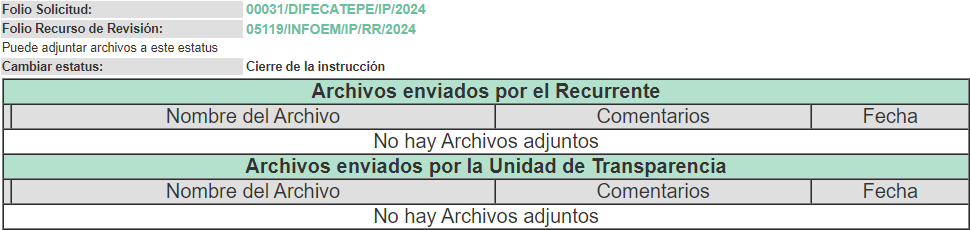 Folio Solicitud: 00031/DIFECATEPE/IP/2024
Folio Recurso de Revisión: 05119/INFOEM/IP/RR/2024
Puede adjuntar archivos a este estatus
Cambiar estatus: Cierre de la instrucción
Archivos enviados por el Recurrente
Nombre del Archivo Comentarios Fecha
No hay Archivos adjuntos
Archivos enviados por la Unidad de Transparencia
Nombre del Archivo Comentarios Fecha
No hay Archivos adjuntos